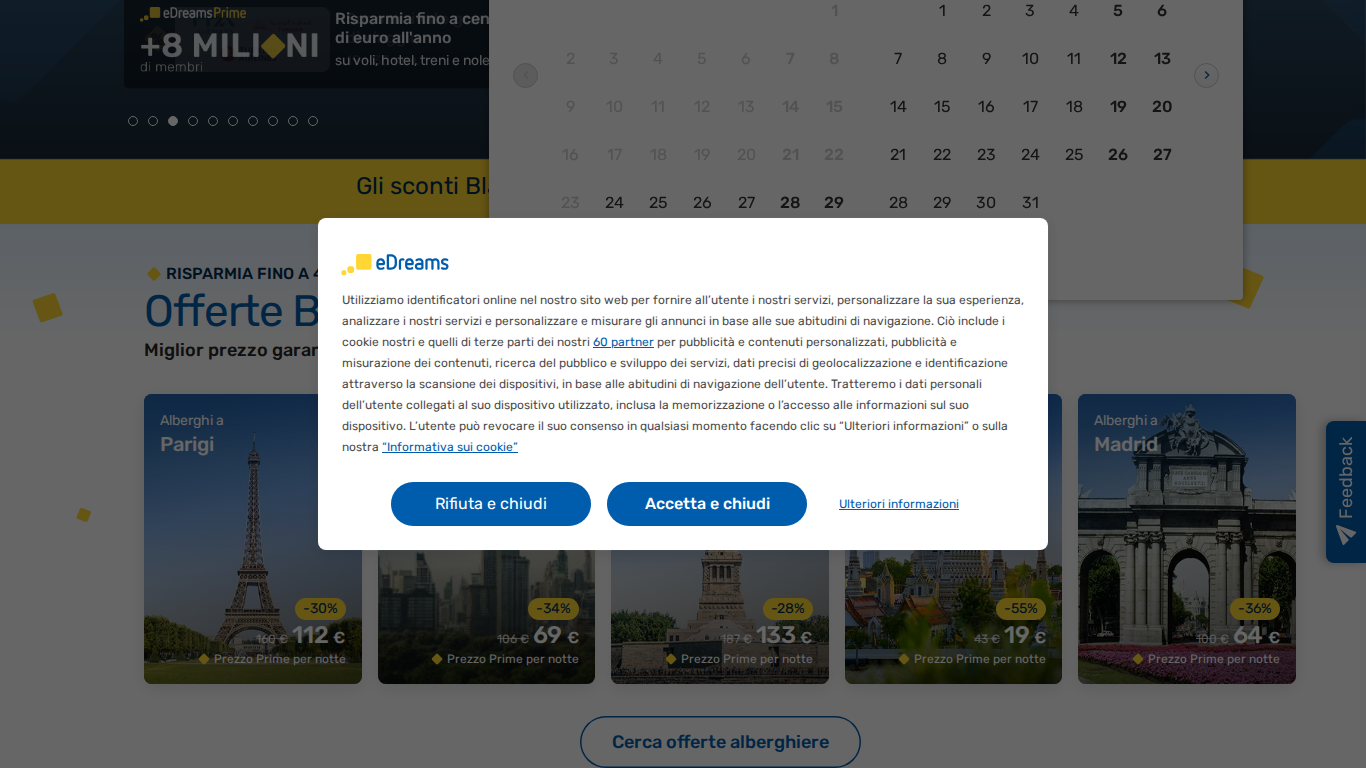 eDreams Prime
+8 MILIONI
di membri
Risparmia fino a cen
di euro all'anno
su voli, hotel, treni e nole
1
2 3 4 5 6 7 8
9 10 11 12 13 14 15
16 17 18 19 20 21 22
23 24 25 26 27 28 29
1 2 3 4 5 6
7 8 9 10 11 12 13
14 15 16 17 18 19 20
21 22 23 24 25 26 27
28 29 30 31
Gli sconti Bla
RISPARMIA FINO A 4
Offerte B
Miglior prezzo garan
eDreams
Utilizziamo identificatori online nel nostro sito web per fornire all’utente i nostri servizi, personalizzare la sua esperienza,
analizzare i nostri servizi e personalizzare e misurare gli annunci in base alle sue abitudini di navigazione. Ciò include i
cookie nostri e quelli di terze parti dei nostri 60 partner per pubblicità e contenuti personalizzati, pubblicità e
misurazione dei contenuti, ricerca del pubblico e sviluppo dei servizi, dati precisi di geolocalizzazione e identificazione
attraverso la scansione dei dispositivi, in base alle abitudini di navigazione dell’utente. Tratteremo i dati personali
dell’utente collegati al suo dispositivo utilizzato, inclusa la memorizzazione o l’accesso alle informazioni sul suo
dispositivo. L’utente può revocare il suo consenso in qualsiasi momento facendo clic su “Ulteriori informazioni” o sulla
nostra “Informativa sui cookie”
Rifiuta e chiudi
Accetta e chiudi
Ulteriori informazioni
Alberghi a
Parigi
-30%
160 € 112 €
Prezzo Prime per notte
-34%
106 € 69 €
Prezzo Prime per notte
-28%
187 € 133 €
Prezzo Prime per notte
-55%
43 € 19 €
Prezzo Prime per notte
Alberghi a
Madrid
-36%
100 € 64 €
Prezzo Prime per notte
Feedback
Cerca offerte alberghiere